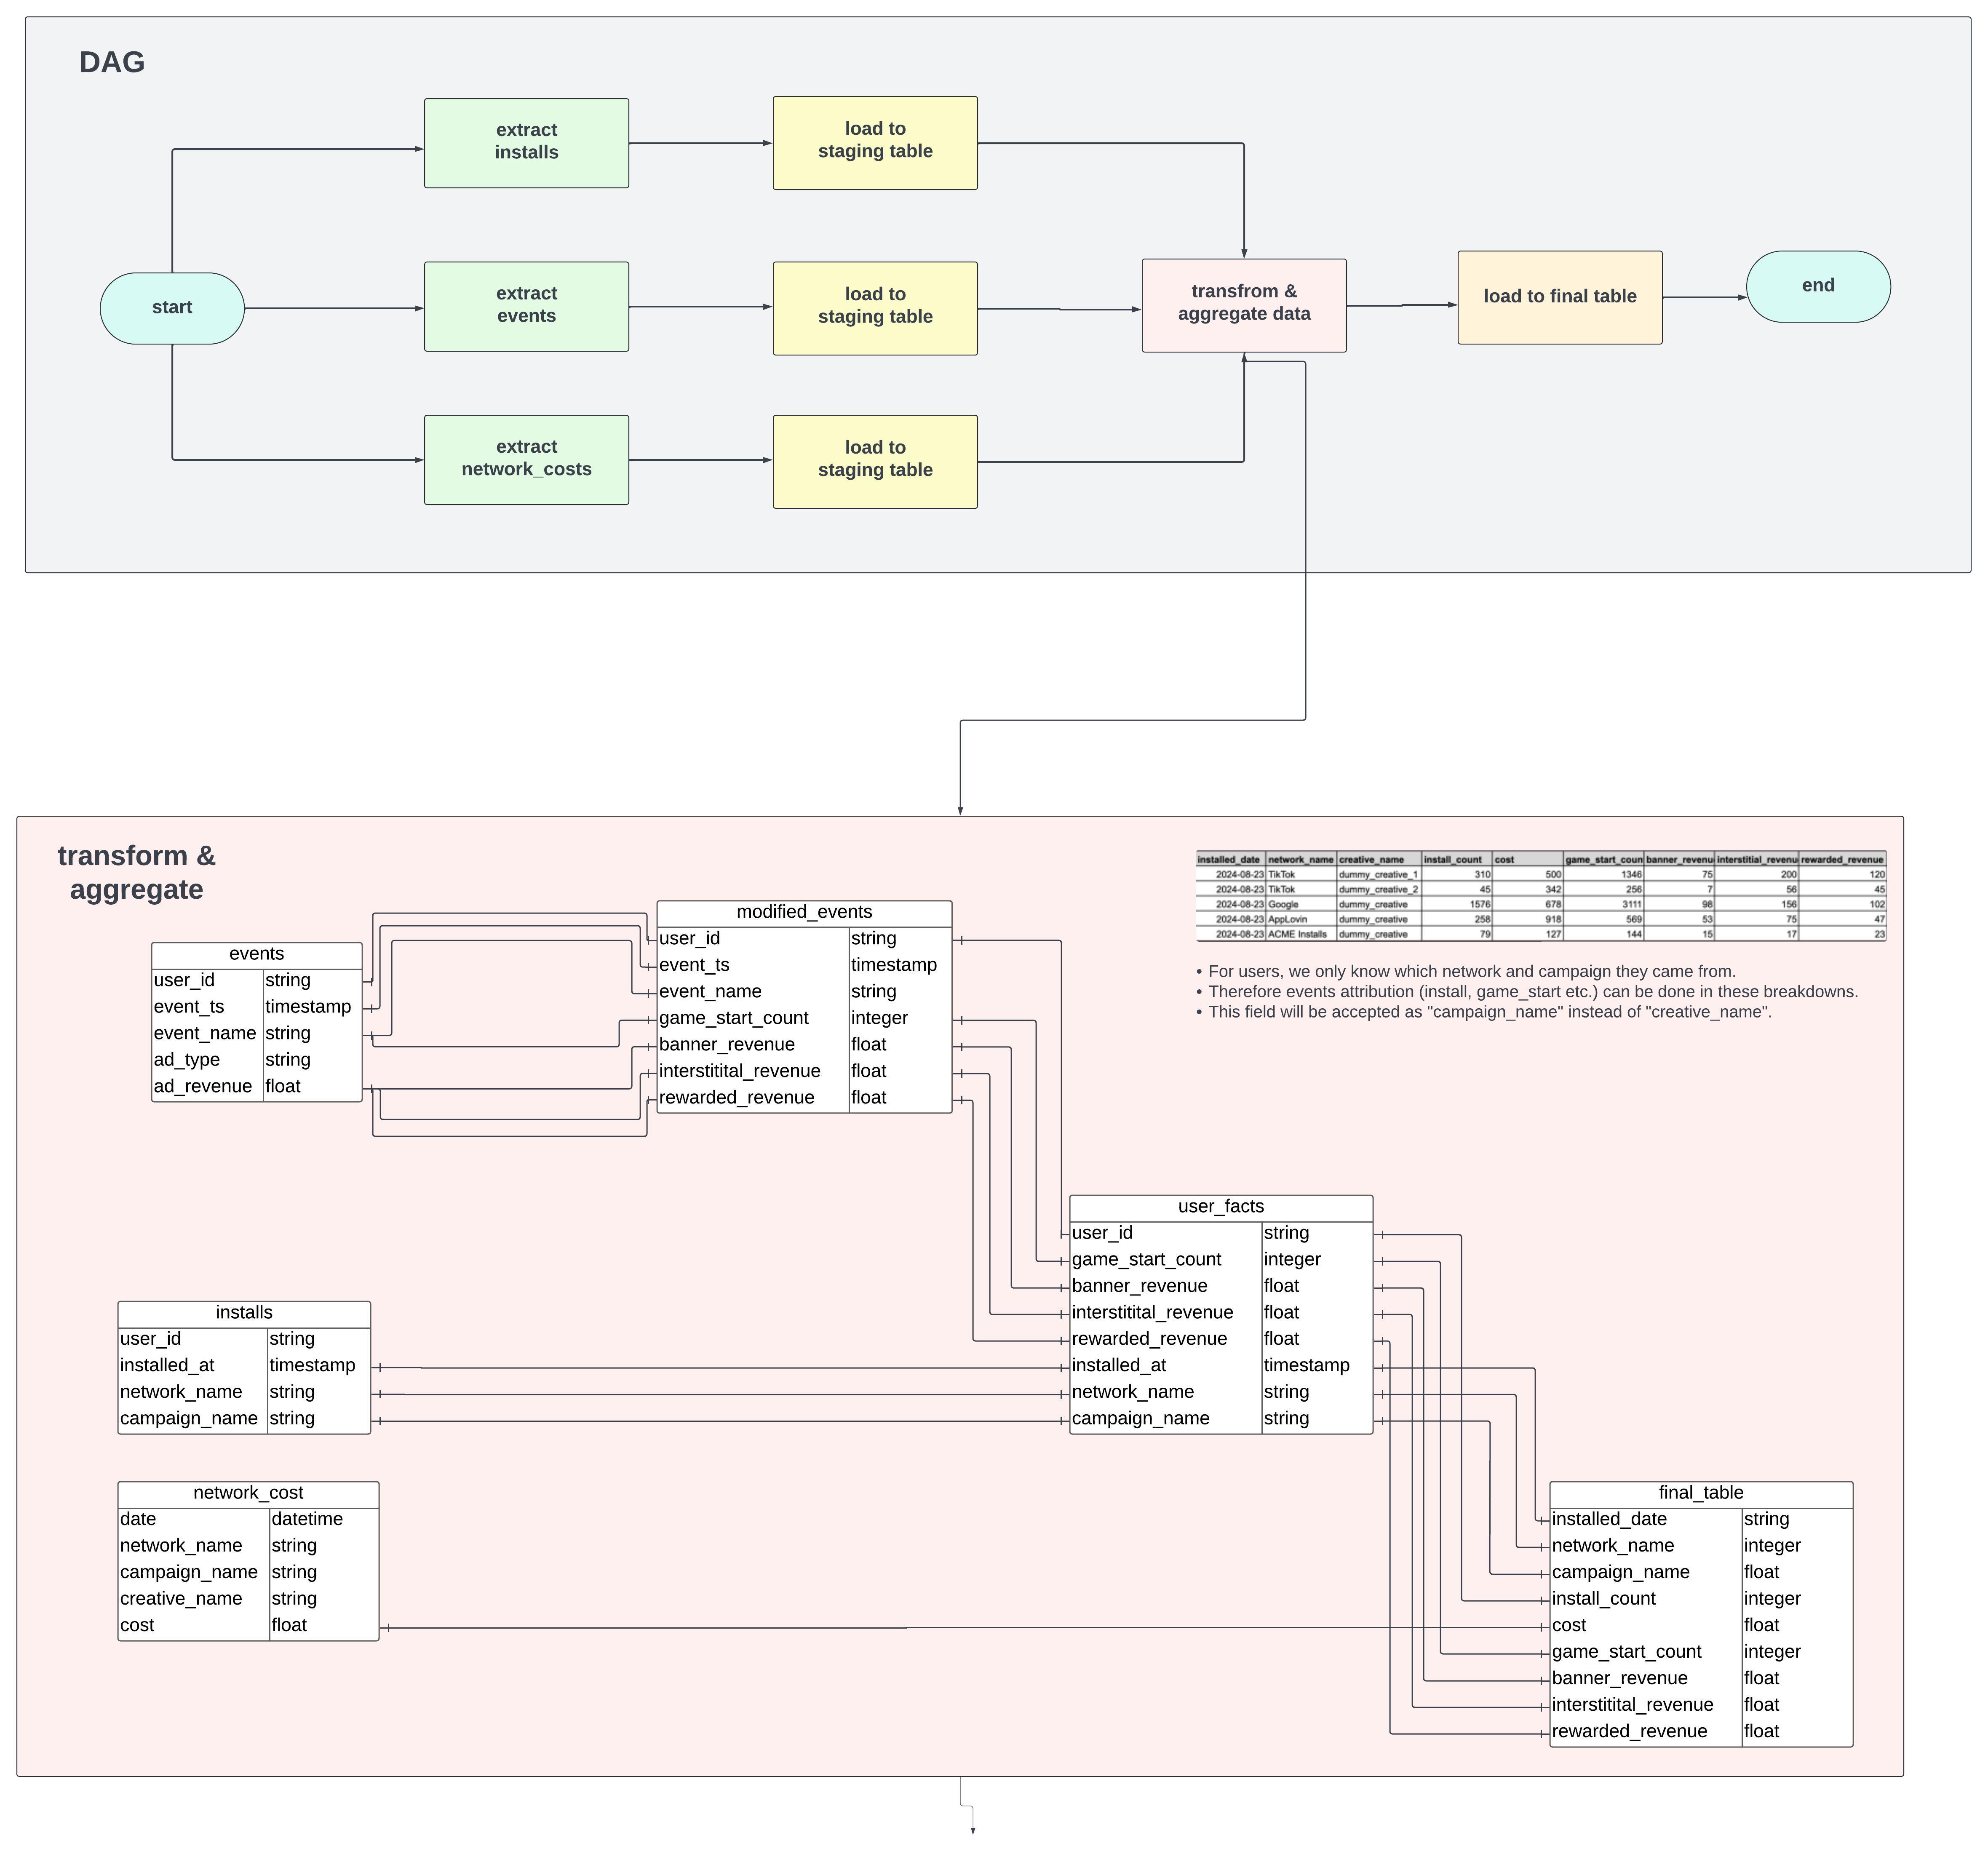 DAG
extract
installs
load to
staging table
start
extract
events
load to
staging table
transfrom &
aggregate data
load to final table
end
extract
network_costs
load to
staging table
transform &
aggregate
installed_date network_name creative_name install_count cost game_start_coun banner_revenu interstitial_revenu rewarded_revenue
2024-08-23 TikTok dummy_creative_1 310 500 1346 75 200 120
2024-08-23 TikTok dummy_creative_2 45 342 256 7 56 45
2024-08-23 Google dummy_creative 1576 678 3111 98 156 102
2024-08-23 AppLovin dummy_creative 258 918 569 53 75 47
2024-08-23 ACME Installs dummy_creative 79 127 144 15 17 23
• For users, we only know which network and campaign they came from.
• Therefore events attribution (install, game_start etc.) can be done in these breakdowns.
• This field will be accepted as "campaign_name" instead of "creative_name".
events
user_id string
event_ts timestamp
event_name string
ad_type string
ad_revenue float
modified_events
user_id string
event_ts timestamp
event_name string
game_start_count integer
banner_revenue float
interstitital_revenue float
rewarded_revenue float
user_facts
user_id string
game_start_count integer
banner_revenue float
interstitital_revenue float
rewarded_revenue float
installed_at timestamp
network_name string
campaign_name string
installs
user_id string
installed_at timestamp
network_name string
campaign_name string
network_cost
date datetime
network_name string
campaign_name string
creative_name string
cost float
final_table
installed_date string
network_name integer
campaign_name float
install_count integer
cost float
game_start_count integer
banner_revenue float
interstitital_revenue float
rewarded_revenue float